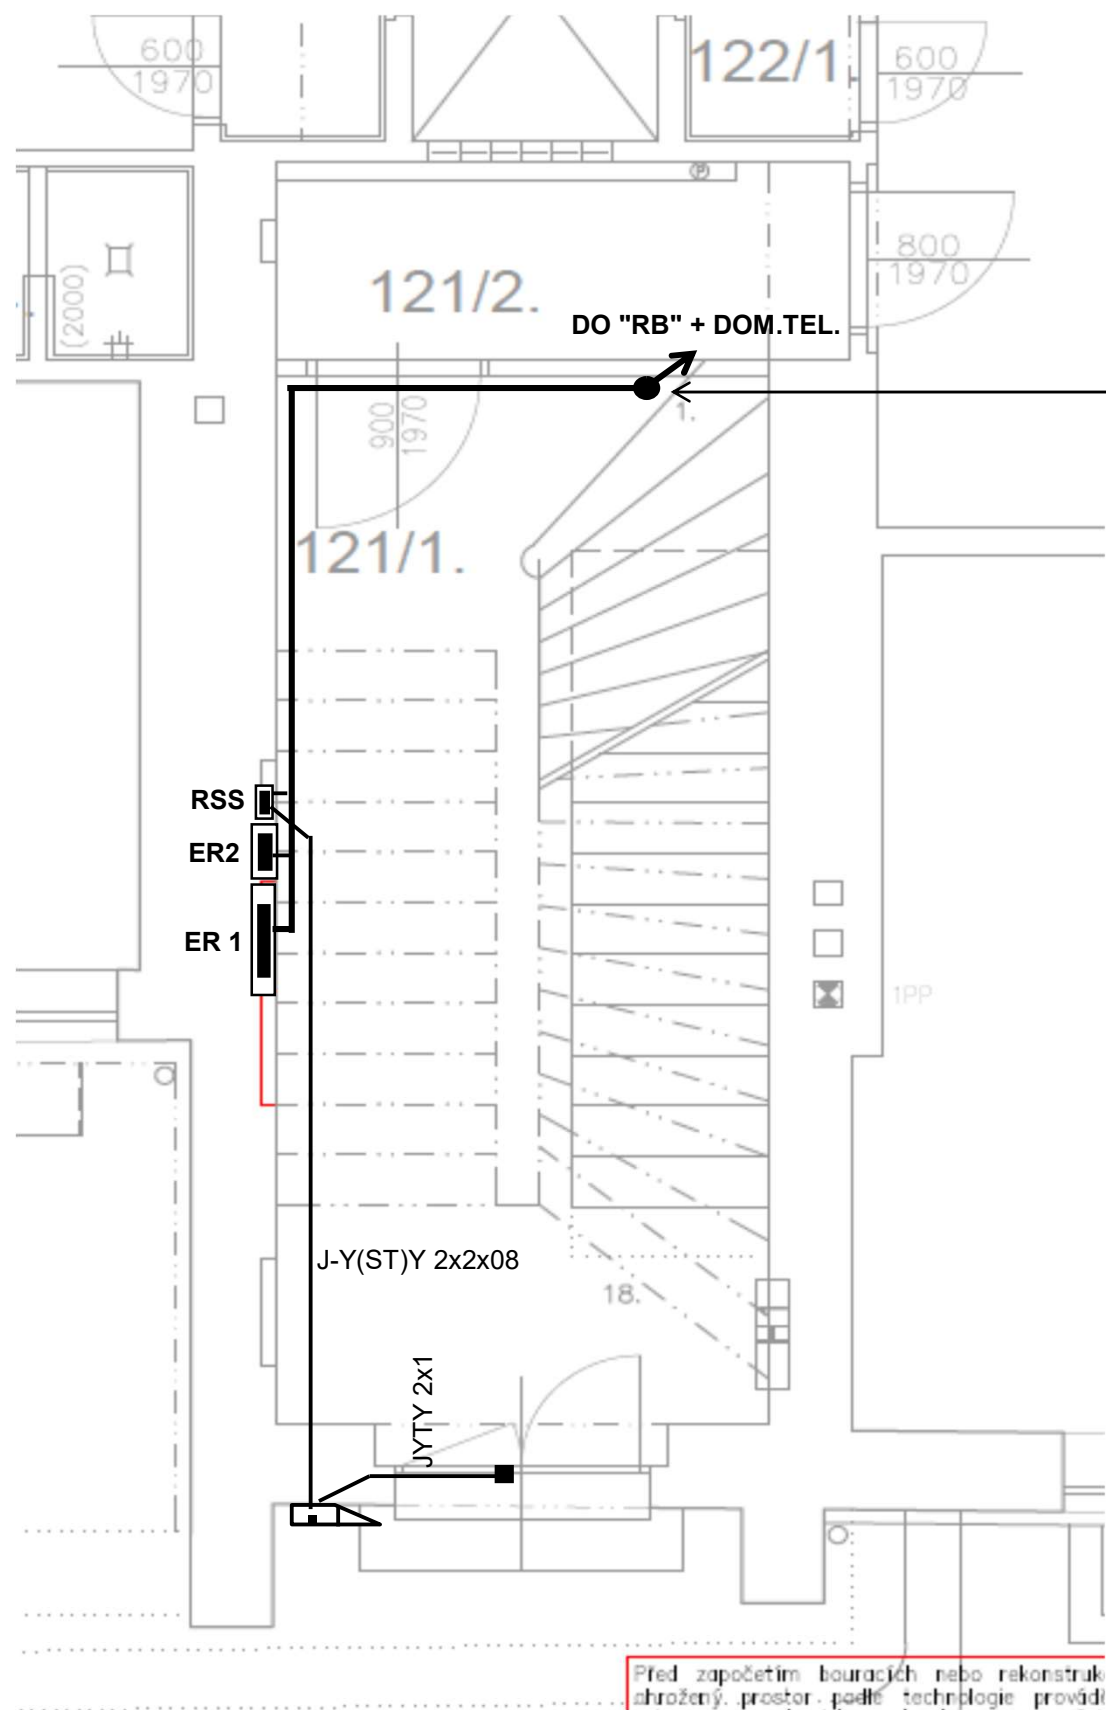 600
1970
122/1.
600
1970
800
1970
(2000)
121/2.
DO "RB" + DOM.TEL.
900
1970
1.
121/1.
RSS
ER2
ER 1
1PP
J-Y(ST)Y 2x2x08
18.
JYTY 2x1
Před započetím bouracích nebo rekonstruk
ohrožený prostor podle technologie provádě